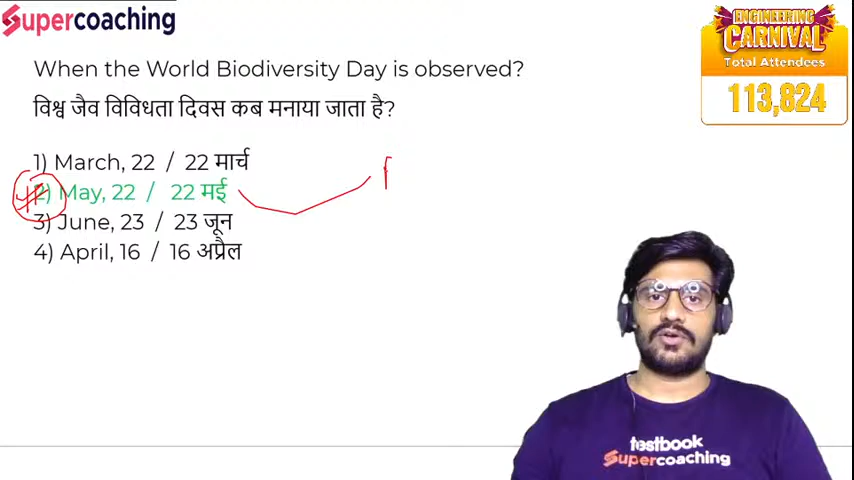 Supercoaching
ENGINEERING
CARNIVAL
Total Attendees
113,824
When the World Biodiversity Day is observed?
विश्व जैव विविधता दिवस कब मनाया जाता है?
1) March, 22 / 22 मार्च
2) May, 22 / 22 मई
3) June, 23 / 23 जून
4) April, 16 / 16 अप्रैल
testbook
Supercoaching